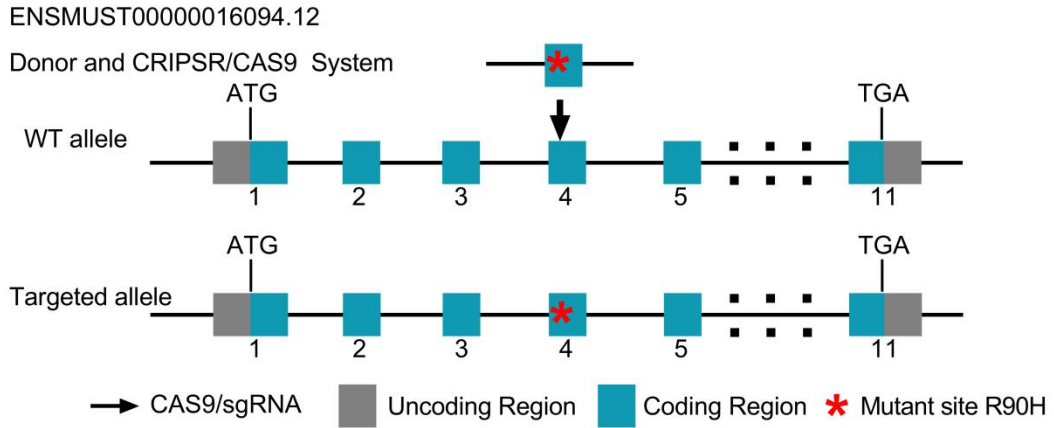 ENSMUST00000016094.12
Donor and CRIPSR/CAS9 System
ATG TGA
WT allele
1 2 3 4 5 11
ATG TGA
Targeted allele
1 2 3 4 5 11
CAS9/sgRNA Uncoding Region Coding Region Mutant site R90H